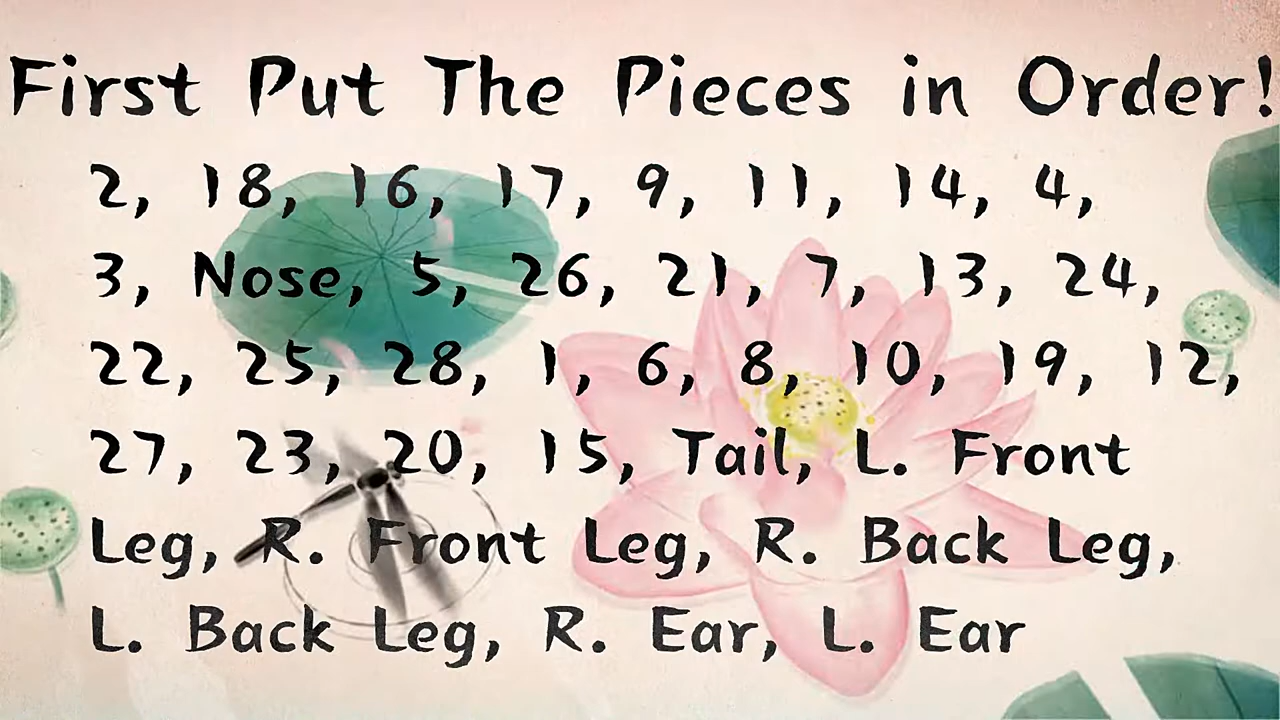 First Put The Pieces in Order!
2, 18, 16, 17, 9, 11, 14, 4,
3, Nose, 5, 26, 21, 7, 13, 24,
22, 25, 28, 1, 6, 8, 10, 19, 12,
27, 23, 20, 15, Tail, L. Front
Leg, R. Front Leg, R. Back Leg,
L. Back Leg, R. Ear, L. Ear